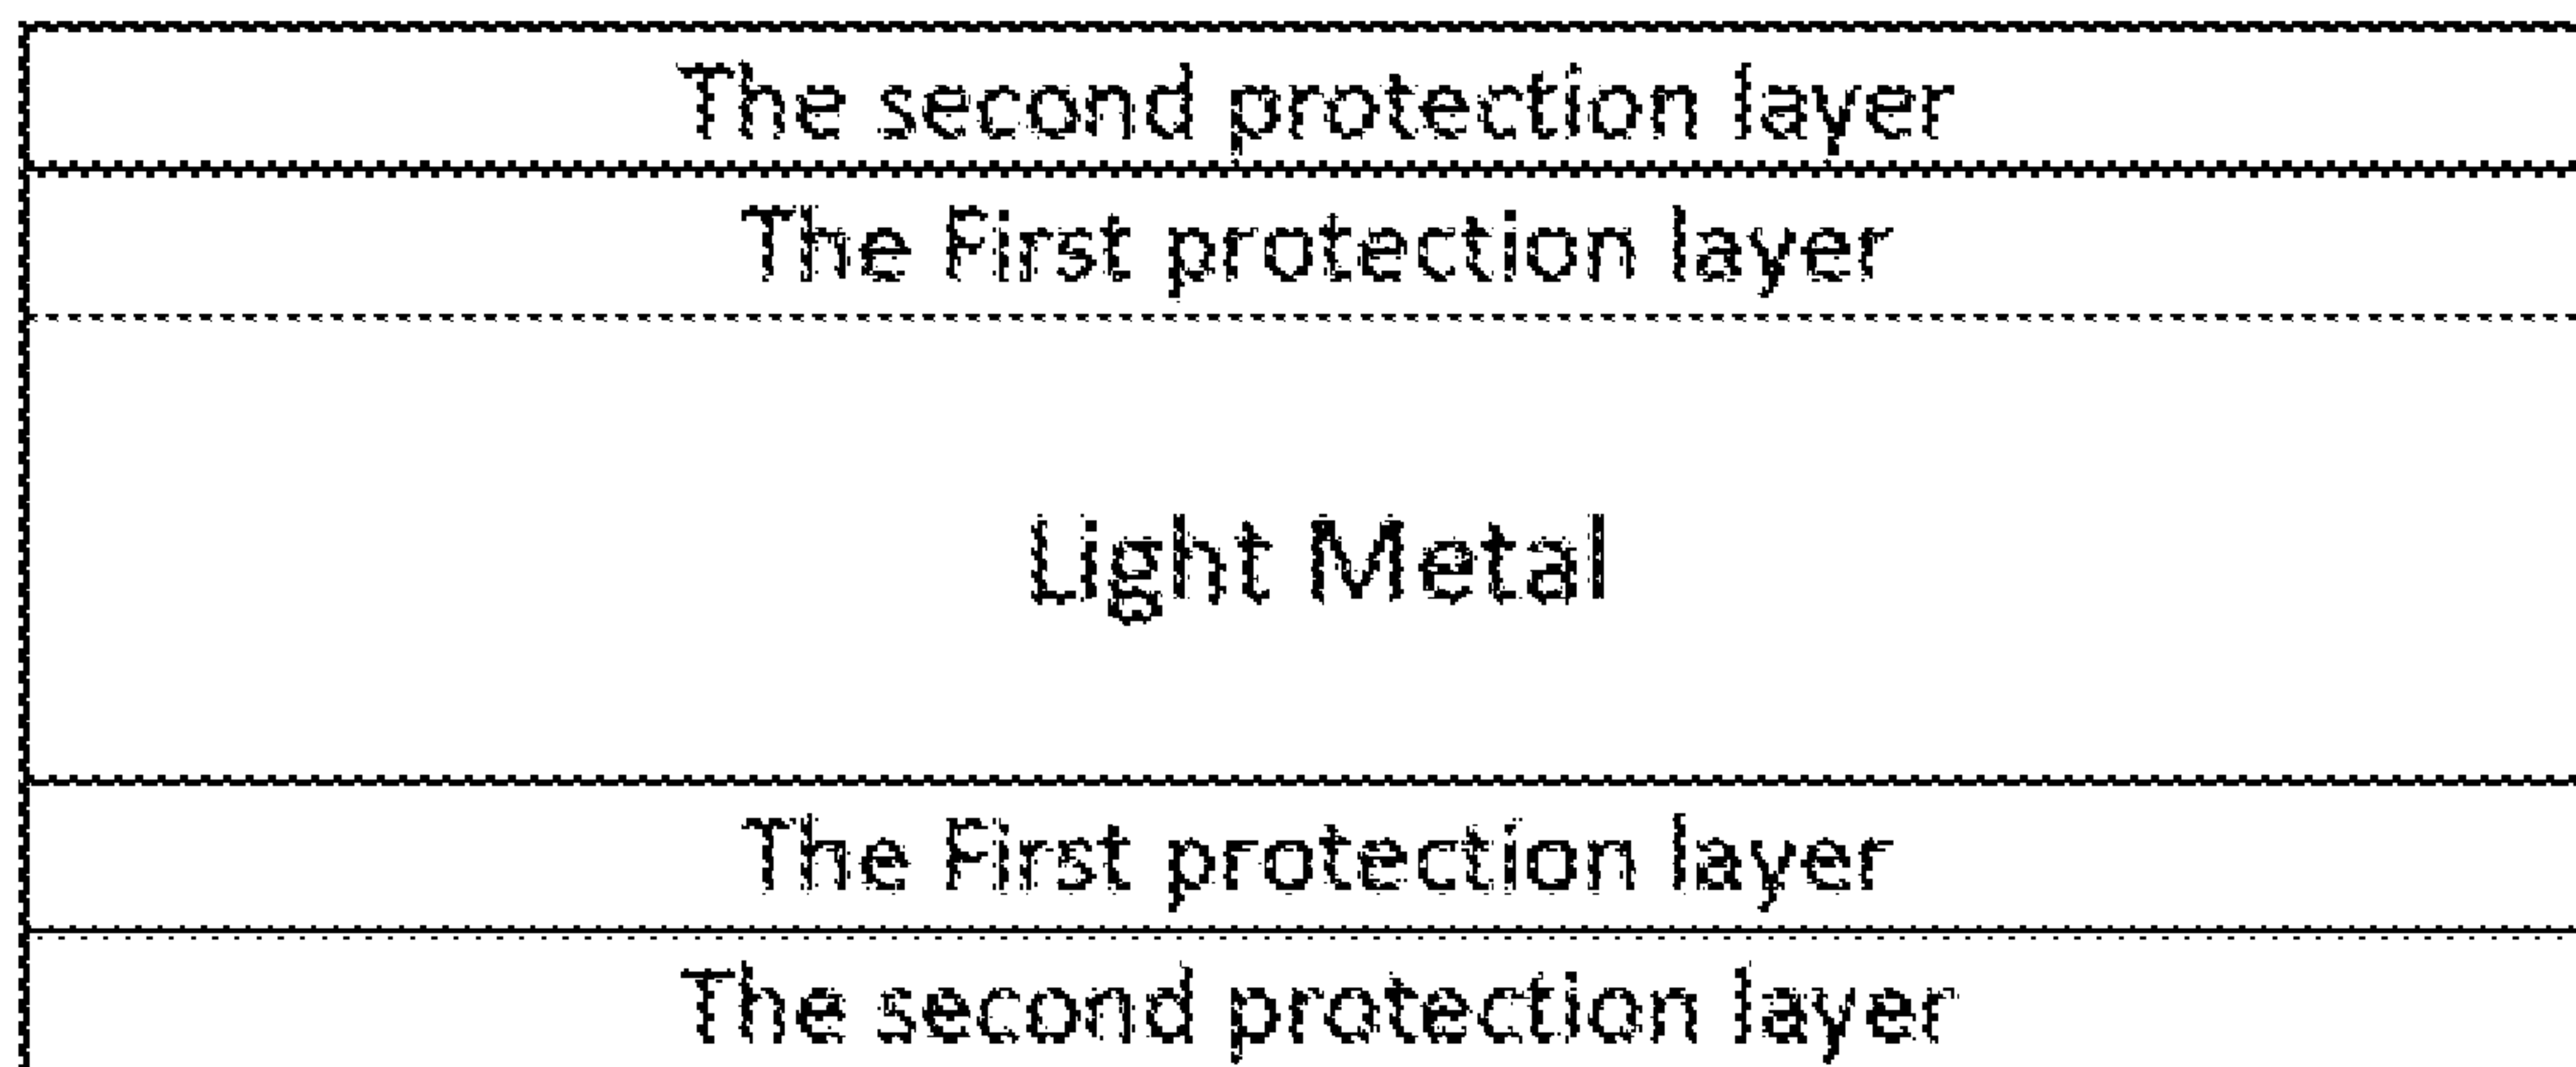 The second protection layer
The First protection layer
Light Metal
The First protection layer
The second protection layer